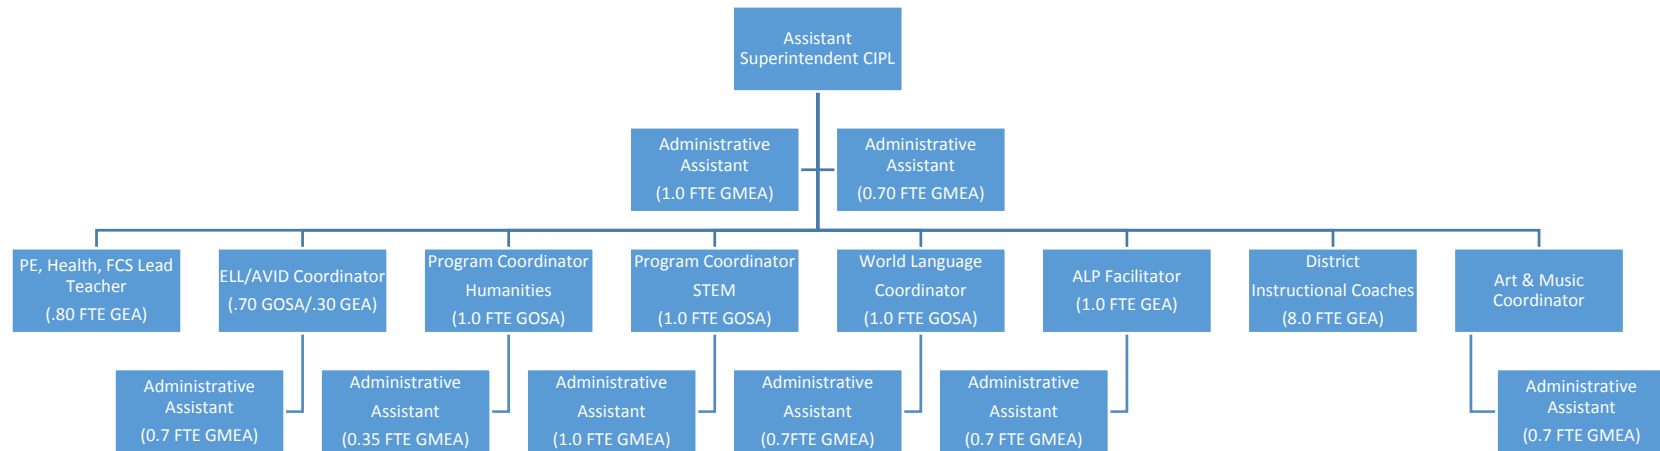 Assistant
Superintendent CIPL
Administrative
Assistant
(1.0 FTE GMEA)
Administrative
Assistant
(0.70 FTE GMEA)
PE, Health, FCS Lead
Teacher
(.80 FTE GEA)
ELL/AVID Coordinator
(.70 GOSA/.30 GEA)
Program Coordinator
Humanities
(1.0 FTE GOSA)
Program Coordinator
STEM
(1.0 FTE GOSA)
World Language
Coordinator
(1.0 FTE GOSA)
ALP Facilitator
(1.0 FTE GEA)
District
Instructional Coaches
(8.0 FTE GEA)
Art & Music
Coordinator
Administrative
Assistant
(0.7 FTE GMEA)
Administrative
Assistant
(0.35 FTE GMEA)
Administrative
Assistant
(1.0 FTE GMEA)
Administrative
Assistant
(0.7FTE GMEA)
Administrative
Assistant
(0.7 FTE GMEA)
Administrative
Assistant
(0.7 FTE GMEA)